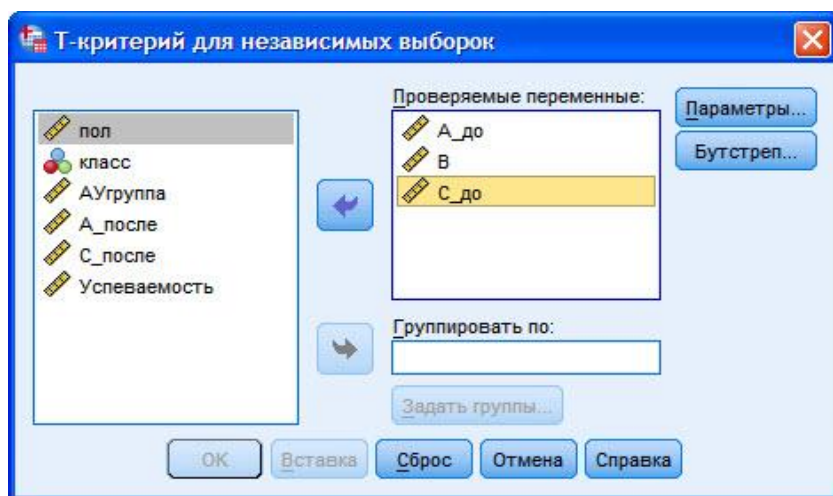 Т-критерий для независимых выборок
пол
класс
АУгруппа
А_после
С_после
Успеваемость
Проверяемые переменные:
А_до
В
С_до
Группировать по:
Задать группы...
Параметры...
Бутстреп...
ОК
Вставка
Сброс
Отмена
Справка